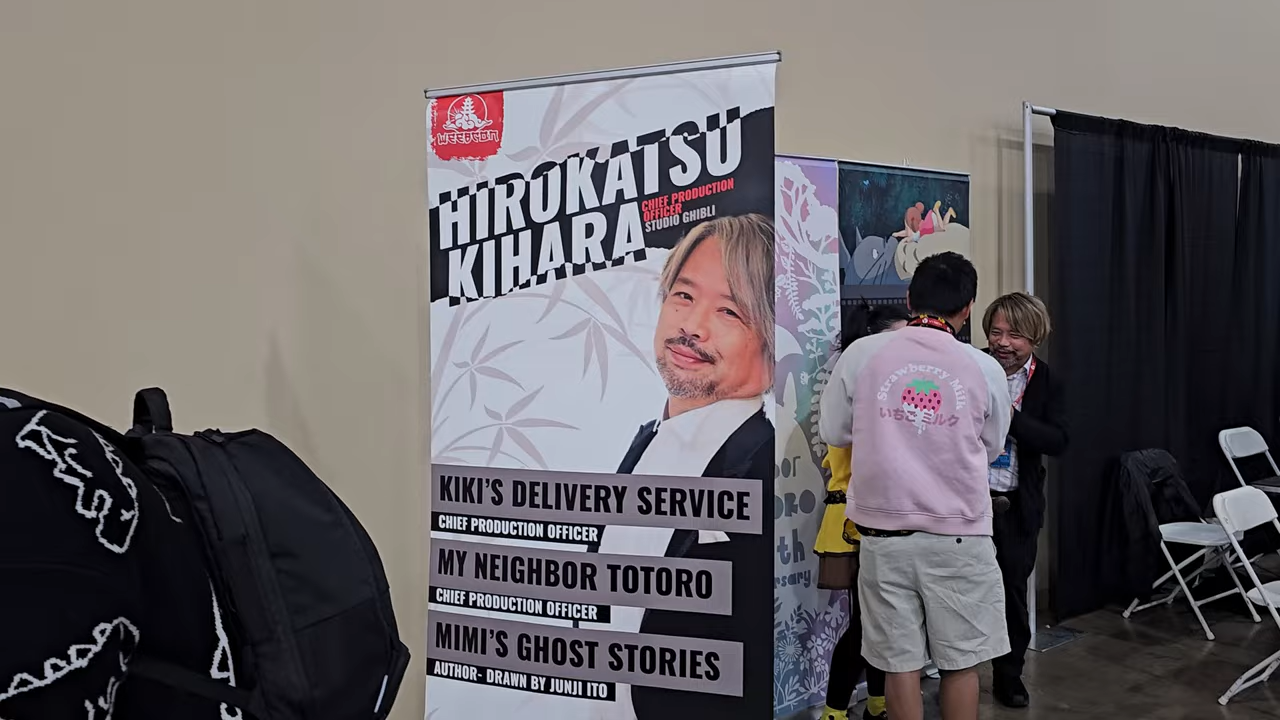 WEEBCON
HIROKATSU
KIHARA
CHIEF PRODUCTION
OFFICER
STUDIO GHIBLI
KIKI'S DELIVERY SERVICE
CHIEF PRODUCTION OFFICER
MY NEIGHBOR TOTORO
CHIEF PRODUCTION OFFICER
MIMI'S GHOST STORIES
AUTHOR- DRAWN BY JUNJI ITO
Strawberry Milk
いちごミルク